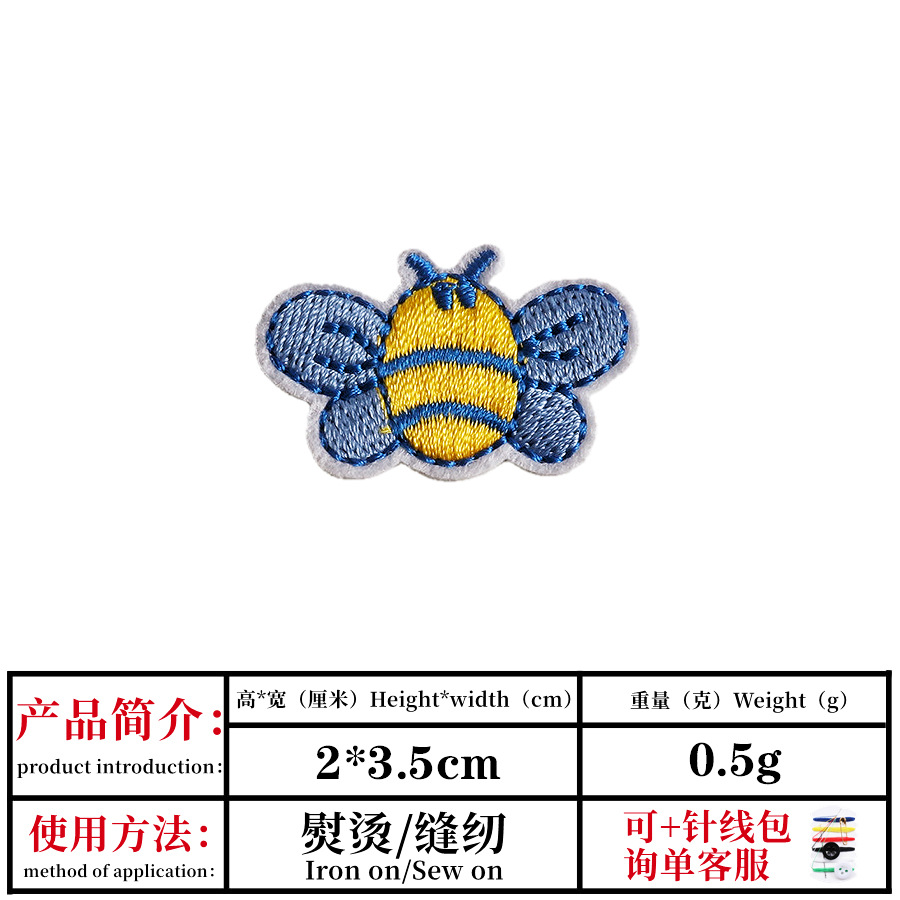 产品简介：
product introduction：
高*宽（厘米）Height*width（cm）
重量（克）Weight（g）
2*3.5cm
0.5g
使用方法：
method of application：
熨烫/缝纫
Iron on/Sew on
可+针线包
询单客服